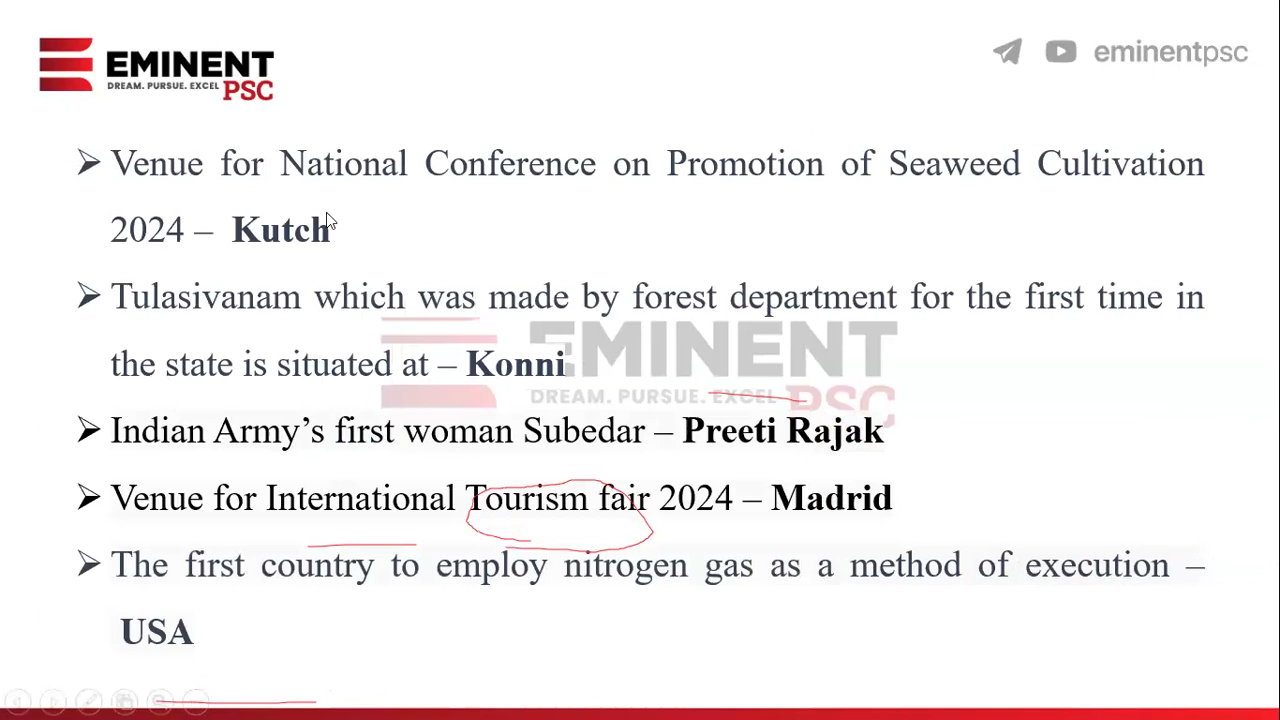 EMINENT
DREAM. PURSUE. EXCEL
PSC
eminentpsc
➢ Venue for National Conference on Promotion of Seaweed Cultivation
2024 – Kutch
➢ Tulasivanam which was made by forest department for the first time in
the state is situated at – Konni
EMINENT
DREAM. PURSUE. EXCEL
PSC
➢ Indian Army’s first woman Subedar – Preeti Rajak
➢ Venue for International Tourism fair 2024 – Madrid
➢ The first country to employ nitrogen gas as a method of execution –
USA